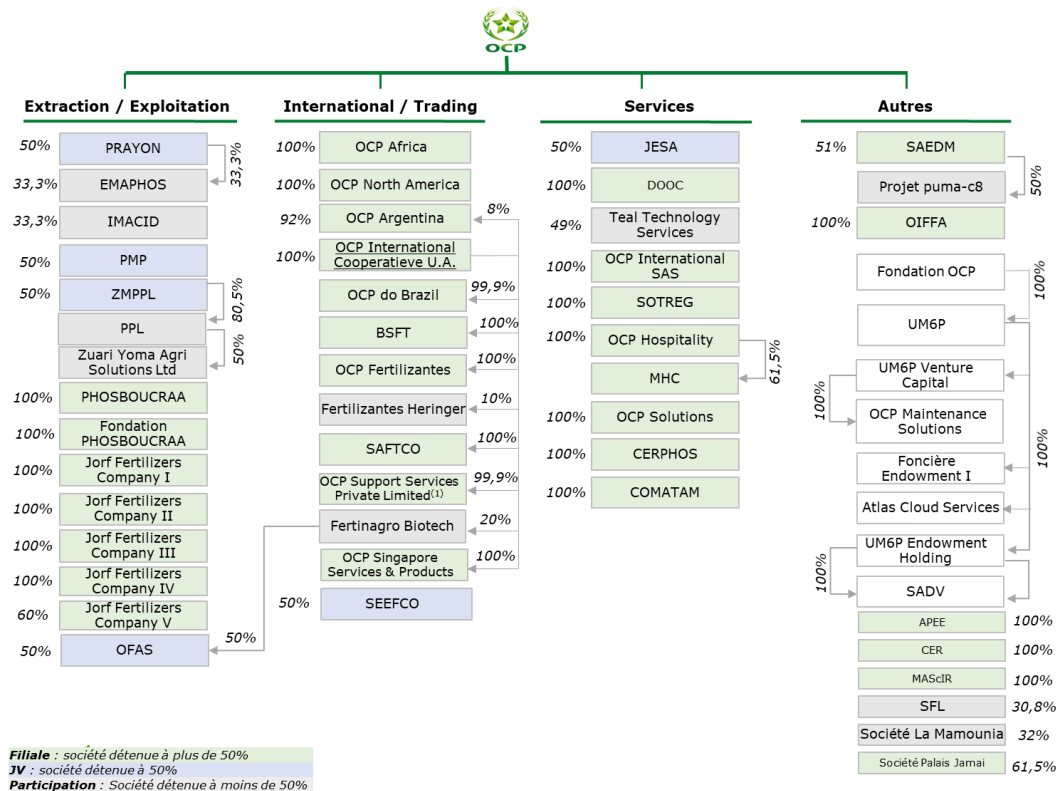 OCP
Extraction / Exploitation
50%
PRAYON
33,3%
33,3%
EMAPHOS
33,3%
IMACID
50%
PMP
50%
ZMPPL
80,5%
PPL
50%
Zuari Yoma Agri
Solutions Ltd
100%
PHOSBOUCRAA
100%
Fondation
PHOSBOUCRAA
100%
Jorf Fertilizers
Company I
100%
Jorf Fertilizers
Company II
100%
Jorf Fertilizers
Company III
100%
Jorf Fertilizers
Company IV
60%
Jorf Fertilizers
Company V
50%
OFAS
50%
International / Trading
100%
OCP Africa
100%
OCP North America
92%
OCP Argentina
8%
100%
OCP International
Cooperatieve U.A.
OCP do Brazil
99,9%
BSFT
100%
OCP Fertilizantes
100%
Fertilizantes Heringer
10%
SAFTCO
100%
OCP Support Services
Private Limited(1)
99,9%
Fertinagro Biotech
20%
OCP Singapore
Services & Products
100%
50%
SEEFCO
Services
50%
JESA
100%
DOOC
49%
Teal Technology
Services
100%
OCP International
SAS
100%
SOTREG
100%
OCP Hospitality
61,5%
MHC
100%
OCP Solutions
100%
CERPHOS
100%
COMATAM
Autres
51%
SAEDM
50%
Projet puma-c8
100%
OIFFA
Fondation OCP
100%
UM6P
UM6P Venture
Capital
100%
OCP Maintenance
Solutions
100%
Foncière
Endowment I
Atlas Cloud Services
UM6P Endowment
Holding
100%
SADV
APEE
100%
CER
100%
MAScIR
100%
SFL
30,8%
Société La Mamounia
32%
Société Palais Jamai
61,5%
Filiale : société détenue à plus de 50%
JV : société détenue à 50%
Participation : Société détenue à moins de 50%